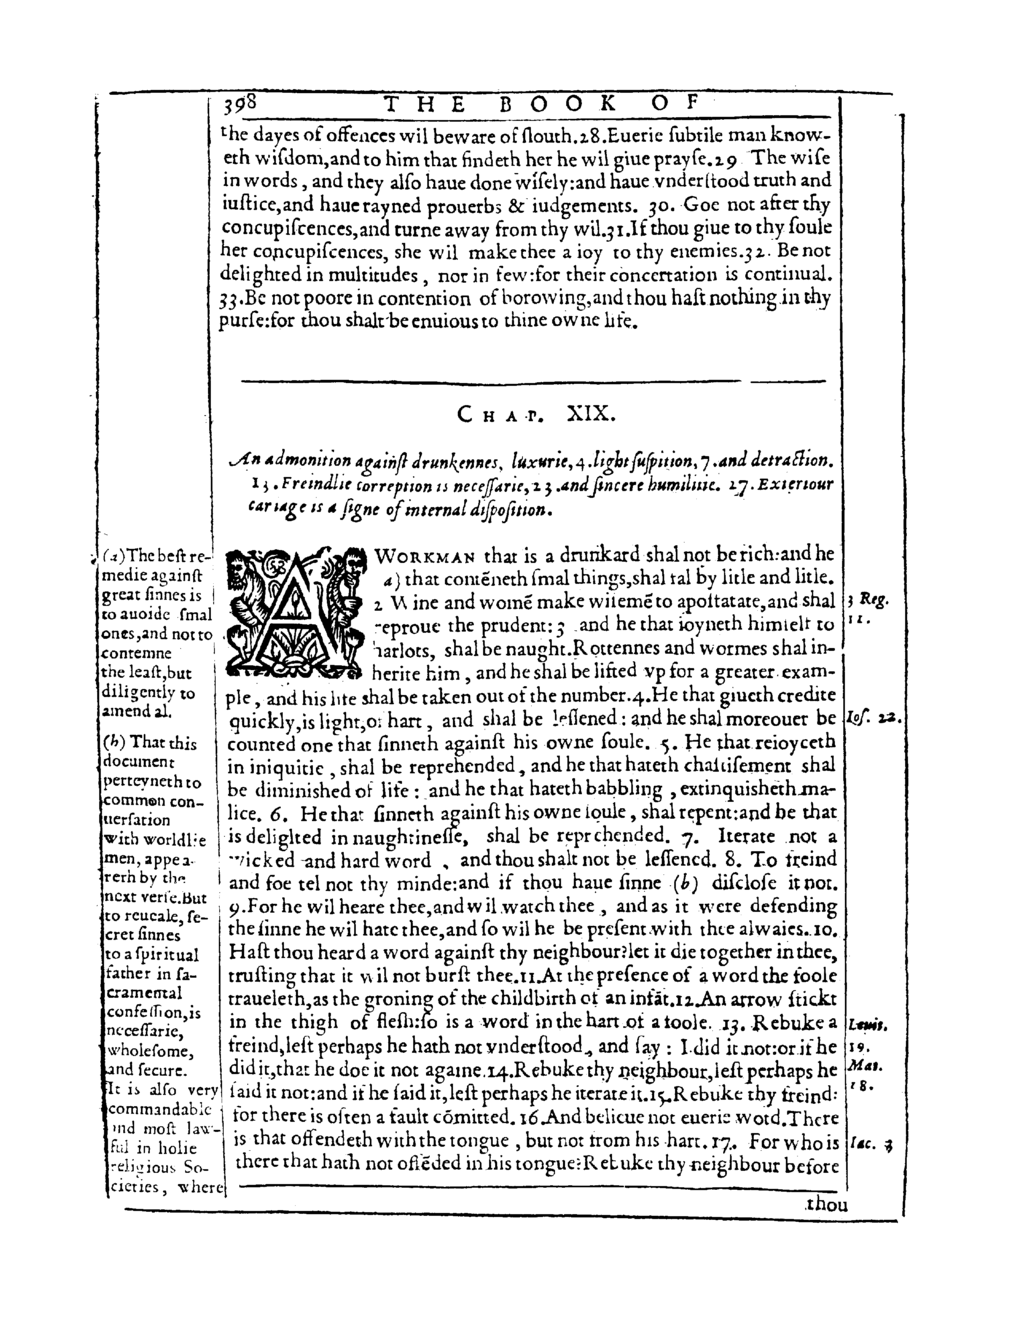 398 THE BOOK OF
the dayes of offences wil beware of ſlouth.28.Euerie ſubtile man know-
eth wiſdom,and to him that findeth her he wil giue prayſe.29 The wiſe
in words, and they alſo haue done wiſely:and haue vnderſtood truth and
iuſtice,and haue rayned prouerbs & iudgements. 30. Goe not after thy
concupiſcences,and turne away from thy wil.31.If thou giue to thy ſoule
her concupiſcences, she wil make thee a ioy to thy enemies.32. Be not
delighted in multitudes, nor in few:for their concertation is continual.
33.Be not poore in contention of borowing,and thou haſt nothing in thy
purſe:for thou shalt be enuious to thine owne life.
CHAP. XIX.
An admonition againſt drunkennes, luxurie, 4.light ſuſpition, 7.and detraction.
13.Freindlie correption is neceſſarie, 23.and ſincere humilitie. 27.Exteriour
cariage is a ſigne of internal diſpoſition.
A WORKMAN that is a drunkard shal not be rich:and he
a) that contēneth ſmal things,shal fal by litle and litle.
2 Wine and womē make wiſemē to apoſtatate,and shal
reproue the prudent: 3 and he that ioyneth himſelf to
harlots, shal be naught.Rottennes and wormes shal in-
herite him, and he shal be lifted vp for a greater exam-
ple, and his life shal be taken out of the number.4.He that giueth credite
quickly,is light,of hart, and shal be leſſened: and he shal moreouer be
counted one that ſinneth againſt his owne ſoule. 5. He that reioyceth
in iniquitie, shal be reprehended, and he that hateth chaſtiſement shal
be diminished of life: and he that hateth babbling, extinquisheth ma-
lice. 6. He that ſinneth againſt his owne ſoule, shal repent:and he that
is delighted in naughtineſſe, shal be reprehended. 7. Iterate not a
wicked and hard word, and thou shalt not be leſſened. 8. To freind
and foe tel not thy minde:and if thou haue ſinne (b) diſcloſe it not.
9.For he wil heare thee,and wil watch thee, and as it were defending
the ſinne he wil hate thee,and ſo wil he be preſent with thee alwaies.10.
Haſt thou heard a word againſt thy neighbour?let it die together in thee,
truſting that it wil not burſt thee.11.At the preſence of a word the foole
traueleth,as the groning of the childbirth of an infāt.12.An arrow ſtickt
in the thigh of flesh:ſo is a word in the hart of a foole. 13. Rebuke a
freind,leſt perhaps he hath not vnderſtood, and ſay: I did it not:or if he
did it,that he doe it not againe.14.Rebuke thy neighbour,leſt perhaps he
ſaid it not:and if he ſaid it,leſt perhaps he iterate it.15.Rebuke thy freind:
for there is often a fault cōmitted. 16.And belieue not euerie word.There
is that offendeth with the tongue, but not from his hart. 17. For who is
there that hath not offēded in his tongue?Rebuke thy neighbour before
thou
(a)The beſt re-
medie againſt
great ſinnes is
to auoide ſmal
ones,and not to
contemne
the leaſt,but
diligently to
amend al.
(b) That this
document
perteyneth to
common con-
uerſation
with worldlie
men, appea-
reth by the
next verſe.But
to reueale, ſe-
cret ſinnes
to a ſpiritual
father in ſa-
cramental
confeſſion,is
neceſſarie,
wholeſome,
and ſecure.
It is alſo very
commandable
and moſt law-
ful in holie
religious So-
cieties, where
3 Reg.
11.
Ioſ. 22.
Leuit.
19.
Mat.
18.
Iac. 3